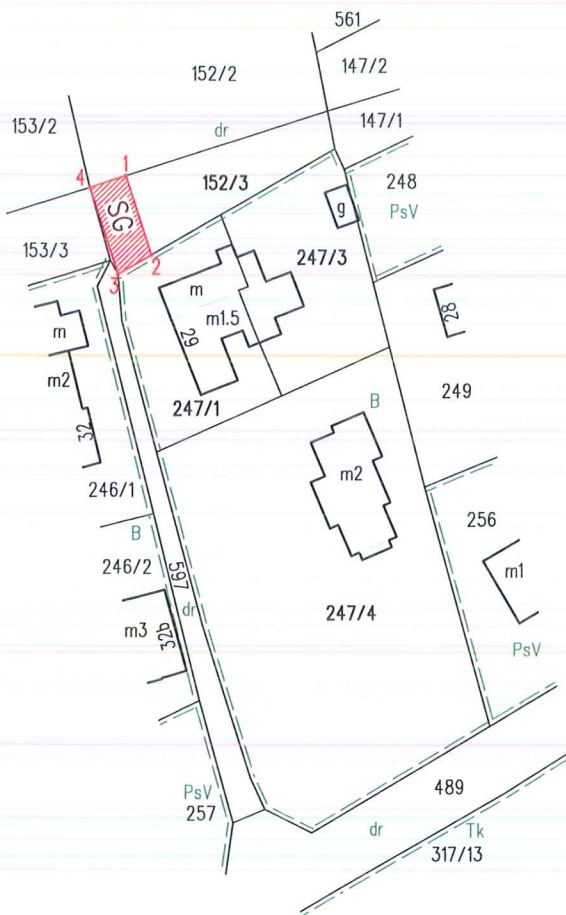 561
152/2
147/2
153/2
dr
147/1
1
4
152/3
248
SG
g
PsV
153/3
2
247/3
3
m
m1.5
28
m
29
m2
249
247/1
B
32
m2
246/1
256
B
246/2
597
m1
dr
247/4
m3
32b
PsV
PsV
489
257
dr
Tk
317/13